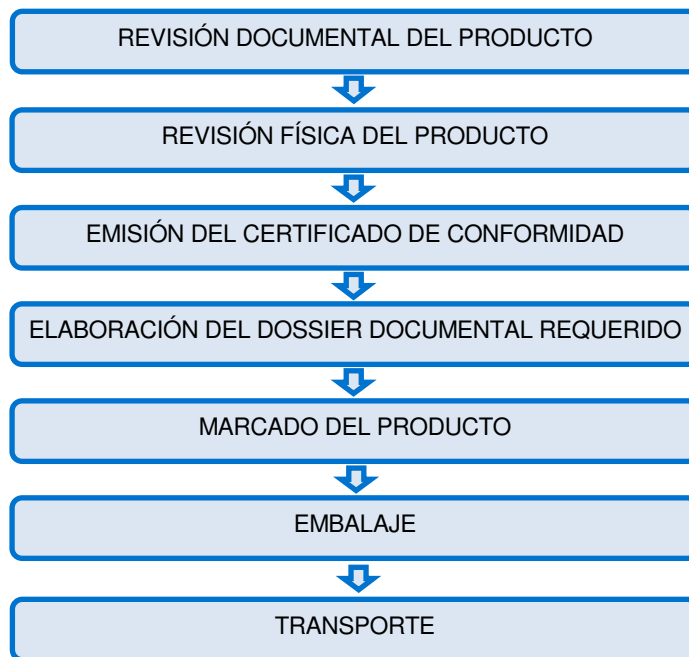 REVISIÓN DOCUMENTAL DEL PRODUCTO
REVISIÓN FÍSICA DEL PRODUCTO
EMISIÓN DEL CERTIFICADO DE CONFORMIDAD
ELABORACIÓN DEL DOSSIER DOCUMENTAL REQUERIDO
MARCADO DEL PRODUCTO
EMBALAJE
TRANSPORTE